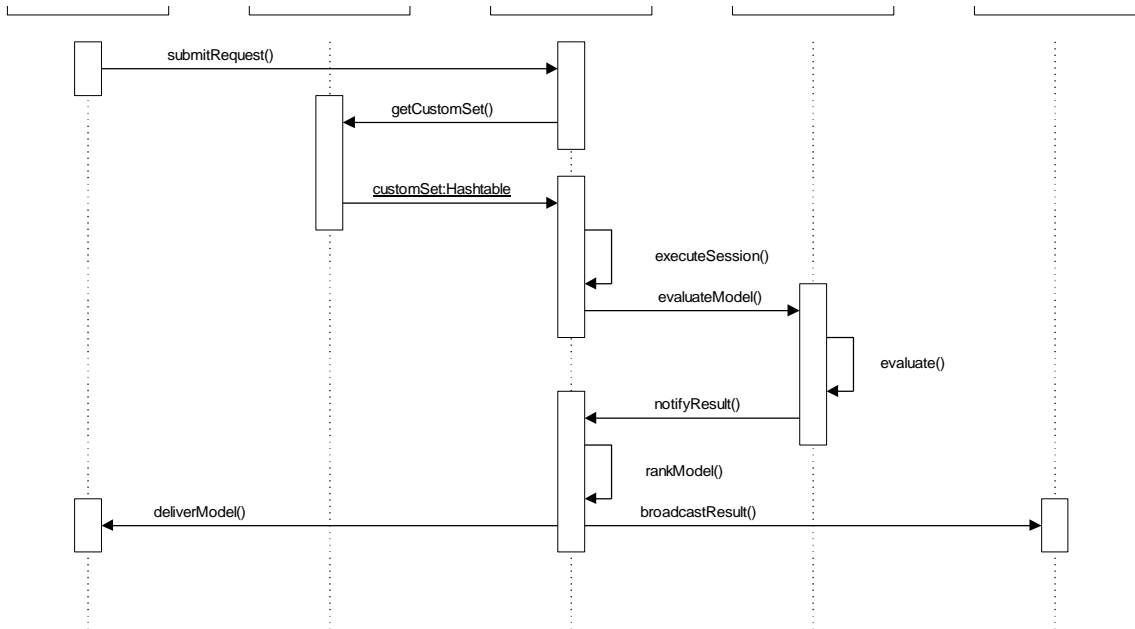 submitRequest()
getCustomSet()
customSet:Hashtable
executeSession()
evaluateModel()
evaluate()
notifyResult()
rankModel()
deliverModel()
broadcastResult()